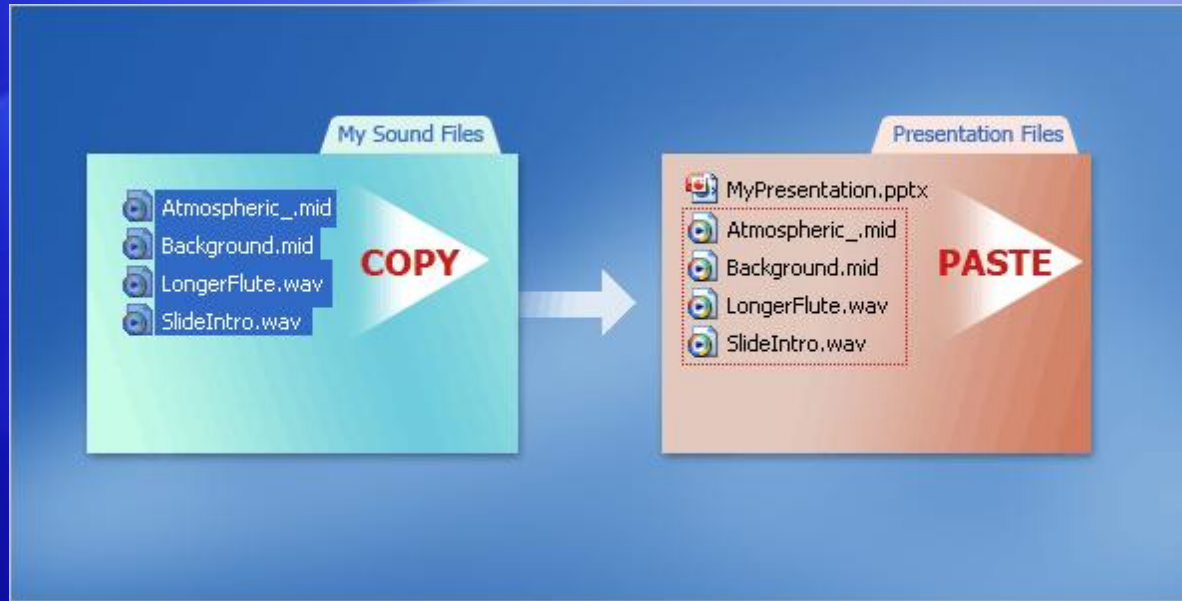 My Sound Files
Atmospheric_.mid
Background.mid
LongerFlute.wav
SlideIntro.wav
COPY
Presentation Files
MyPresentation.pptx
Atmospheric_.mid
Background.mid
LongerFlute.wav
SlideIntro.wav
PASTE